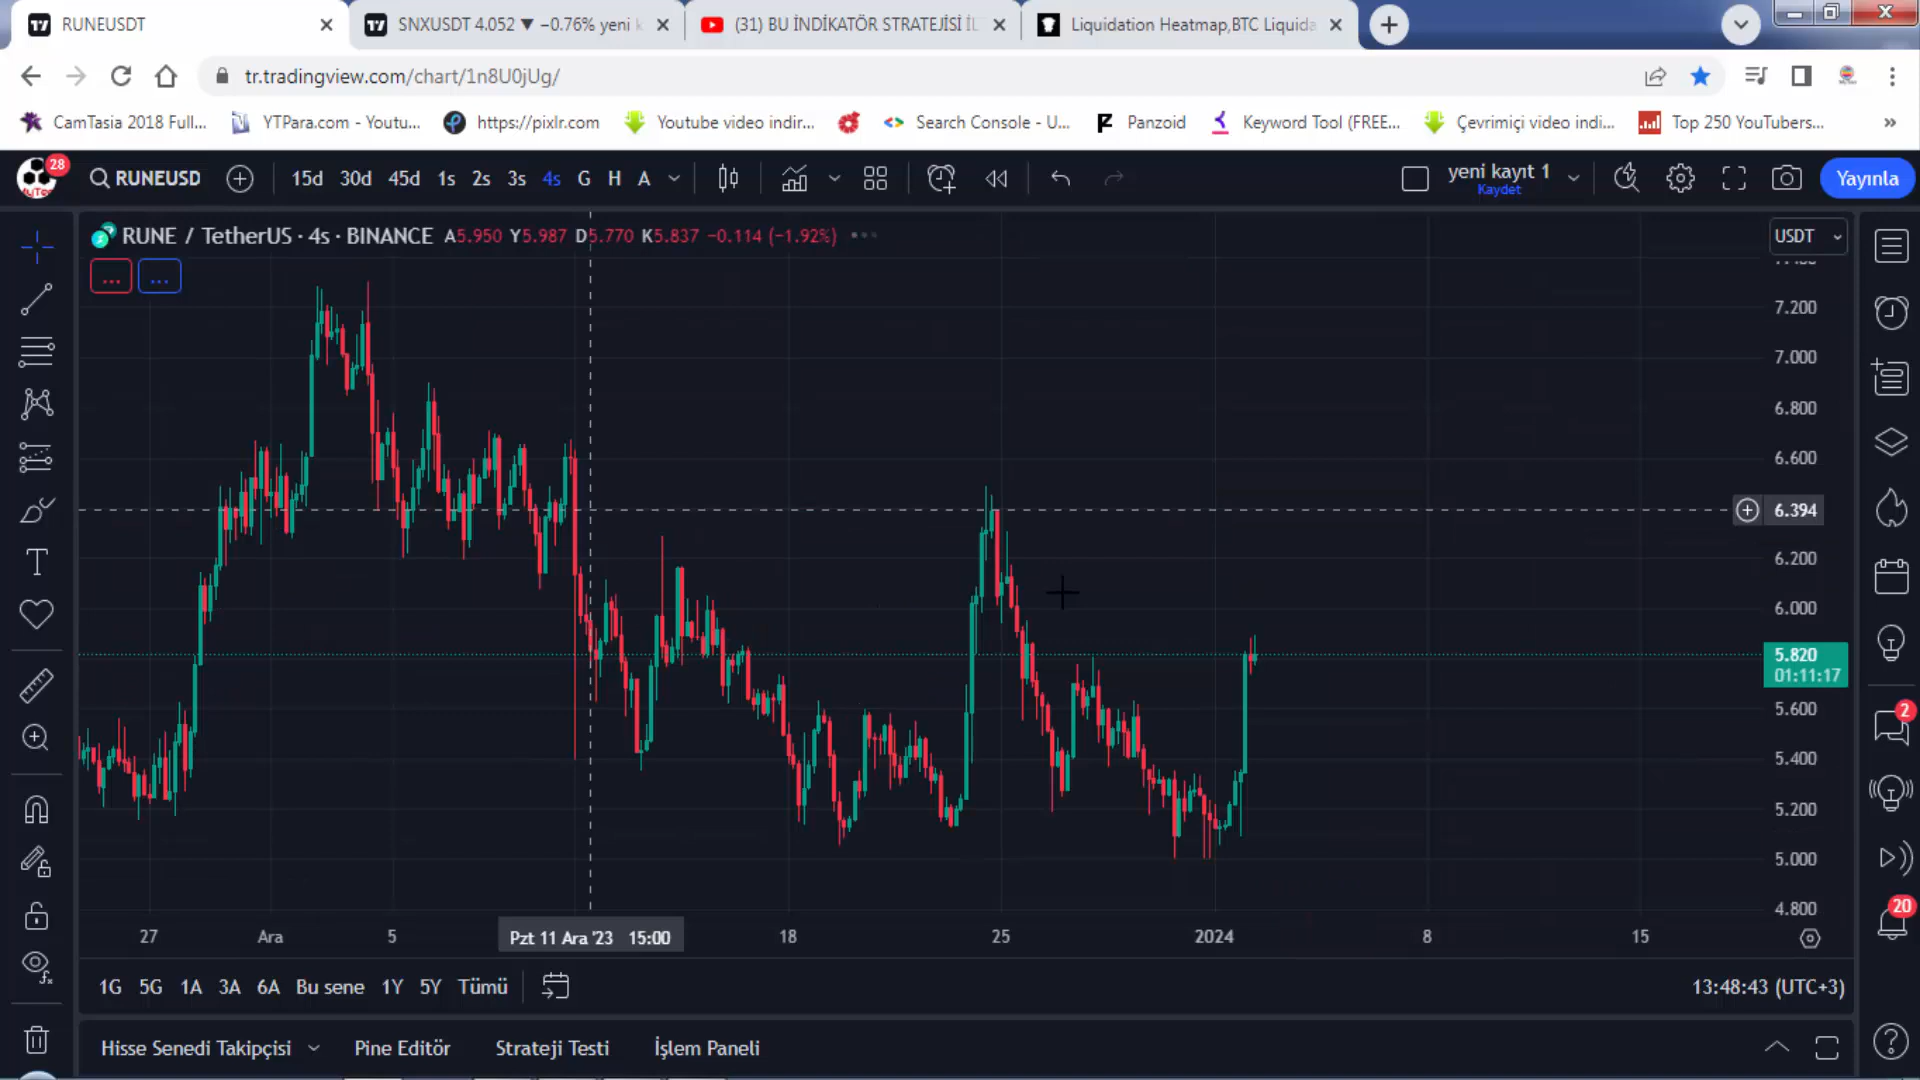 RUNEUSDT
SNXUSDT 4.052 ▼ −0.76% yeni k
(31) BU İNDİKATÖR STRATEJİSİ İL
Liquidation Heatmap,BTC Liquida
tr.tradingview.com/chart/1n8U0jUg/
CamTasia 2018 Full...
YTPara.com - Youtu...
https://pixlr.com
Youtube video indir...
Search Console - U...
Panzoid
Keyword Tool (FREE...
Çevrimiçi video indi...
Top 250 YouTubers...
»
28
RUNEUSD
15d 30d 45d 1s 2s 3s 4s G H A
yeni kayıt 1
Kaydet
Yayınla
RUNE / TetherUS · 4s · BINANCE A5.950 Y5.987 D5.770 K5.837 −0.114 (−1.92%)
USDT
... ...
7.200
7.000
6.800
6.600
6.394
6.200
6.000
5.820
01:11:17
5.600
5.400
5.200
5.000
4.800
2
20
27 Ara 5 Pzt 11 Ara '23 15:00 18 25 2024 8 15
1G 5G 1A 3A 6A Bu sene 1Y 5Y Tümü
13:48:43 (UTC+3)
Hisse Senedi Takipçisi Pine Editör Strateji Testi İşlem Paneli